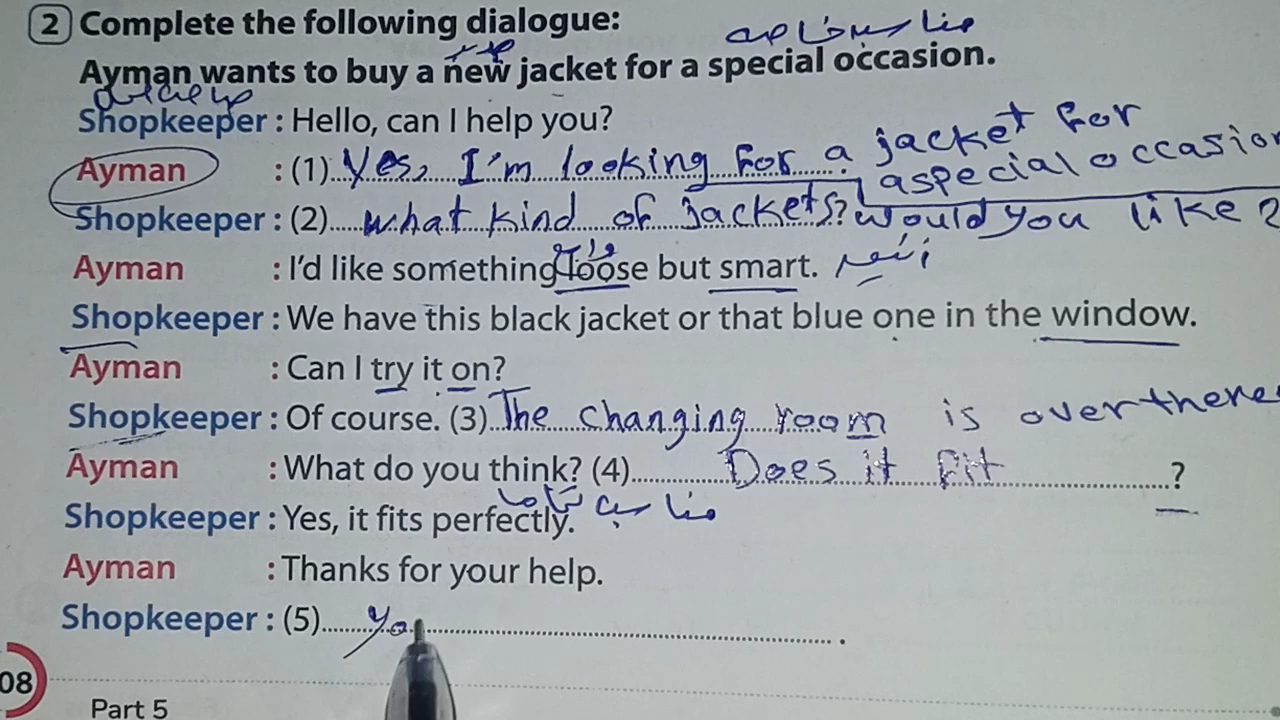 2 Complete the following dialogue:
مناسبة خاصة
Ayman wants to buy a new jacket for a special occasion.
Shopkeeper : Hello, can I help you?
Ayman : (1) Yes, I'm looking for a jacket for
aspecial occasion
Shopkeeper : (2) what kind of jackets? would you like ?
Ayman : I'd like something loose but smart.
Shopkeeper : We have this black jacket or that blue one in the window.
Ayman : Can I try it on?
Shopkeeper : Of course. (3) The changing room is over there
Ayman : What do you think? (4) Does it fit ?
Shopkeeper : Yes, it fits perfectly. مناسب تماما
Ayman : Thanks for your help.
Shopkeeper : (5) Yo .
08
Part 5